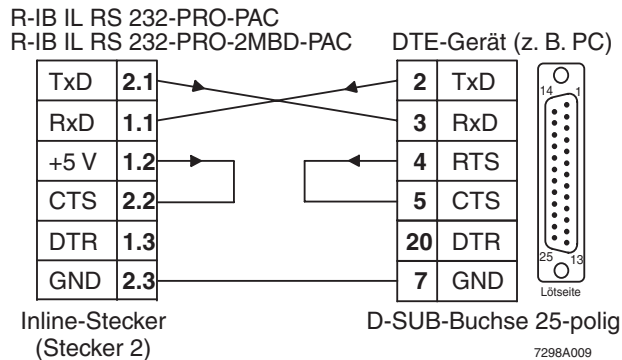 R-IB IL RS 232-PRO-PAC
R-IB IL RS 232-PRO-2MBD-PAC DTE-Gerät (z. B. PC)
TxD 2.1 2 TxD 14 1
RxD 1.1 3 RxD
+5 V 1.2 4 RTS
CTS 2.2 5 CTS
DTR 1.3 20 DTR 25 13
GND 2.3 7 GND Lötseite
Inline-Stecker D-SUB-Buchse 25-polig
(Stecker 2) 7298A009